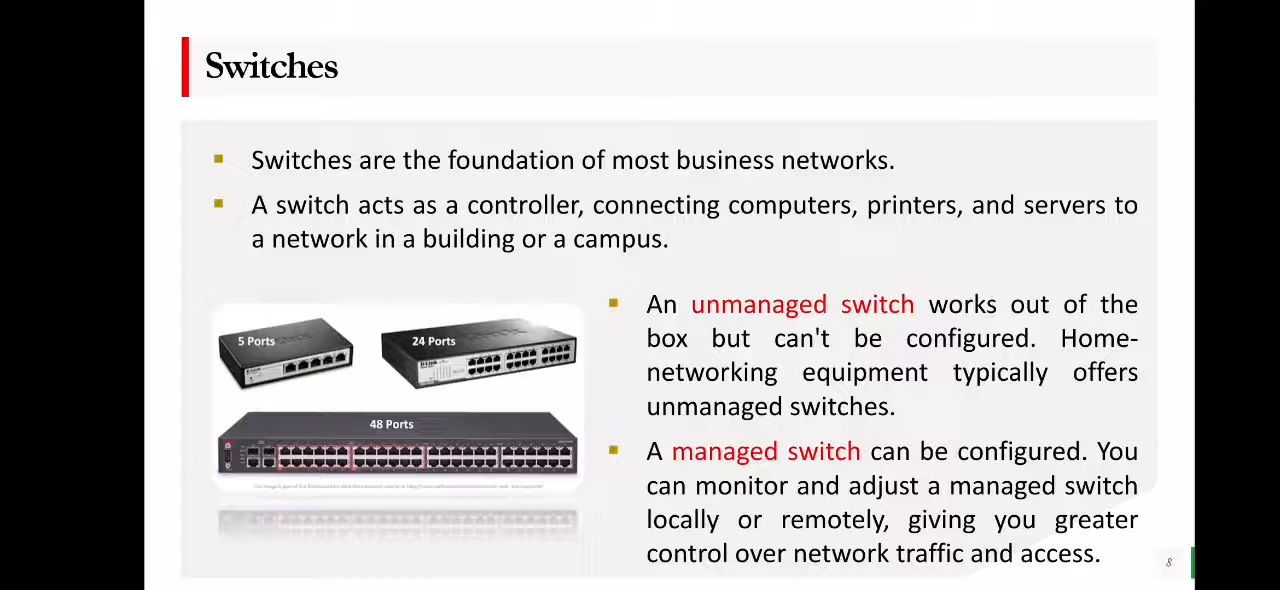 Switches
Switches are the foundation of most business networks.
A switch acts as a controller, connecting computers, printers, and servers to
a network in a building or a campus.
An unmanaged switch works out of the
box but can't be configured. Home-
networking equipment typically offers
unmanaged switches.
A managed switch can be configured. You
can monitor and adjust a managed switch
locally or remotely, giving you greater
control over network traffic and access.
5 Ports
24 Ports
D-Link
48 Ports
8